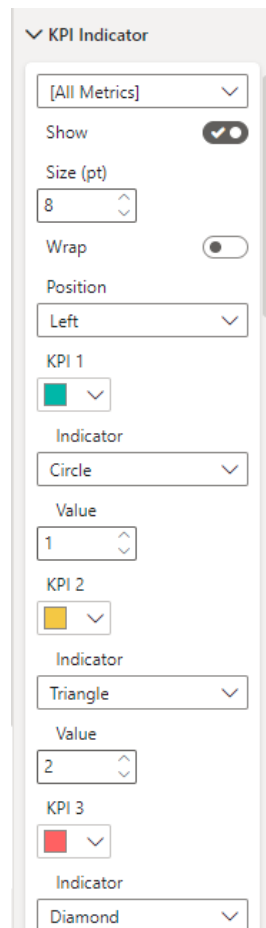 KPI Indicator
[All Metrics]
Show
Size (pt)
8
Wrap
Position
Left
KPI 1
Indicator
Circle
Value
1
KPI 2
Indicator
Triangle
Value
2
KPI 3
Indicator
Diamond